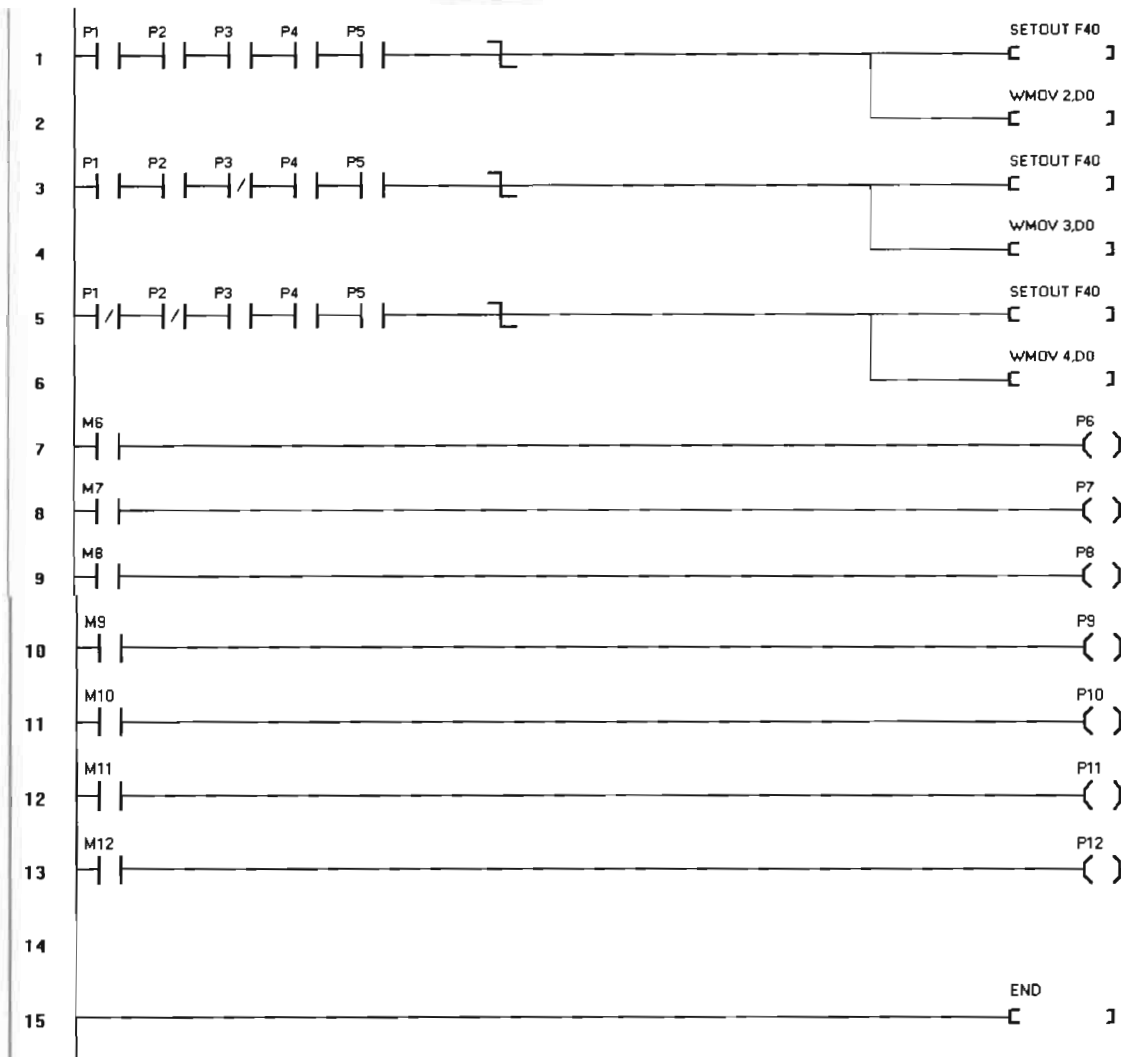 P1 P2 P3 P4 P5 SETOUT F40
1
WMOV 2,D0
2
P1 P2 P3 P4 P5 SETOUT F40
3
WMOV 3,D0
4
P1 P2 P3 P4 P5 SETOUT F40
5
WMOV 4,D0
6
M6 P6
7
M7 P7
8
M8 P8
9
M9 P9
10
M10 P10
11
M11 P11
12
M12 P12
13
14
END
15